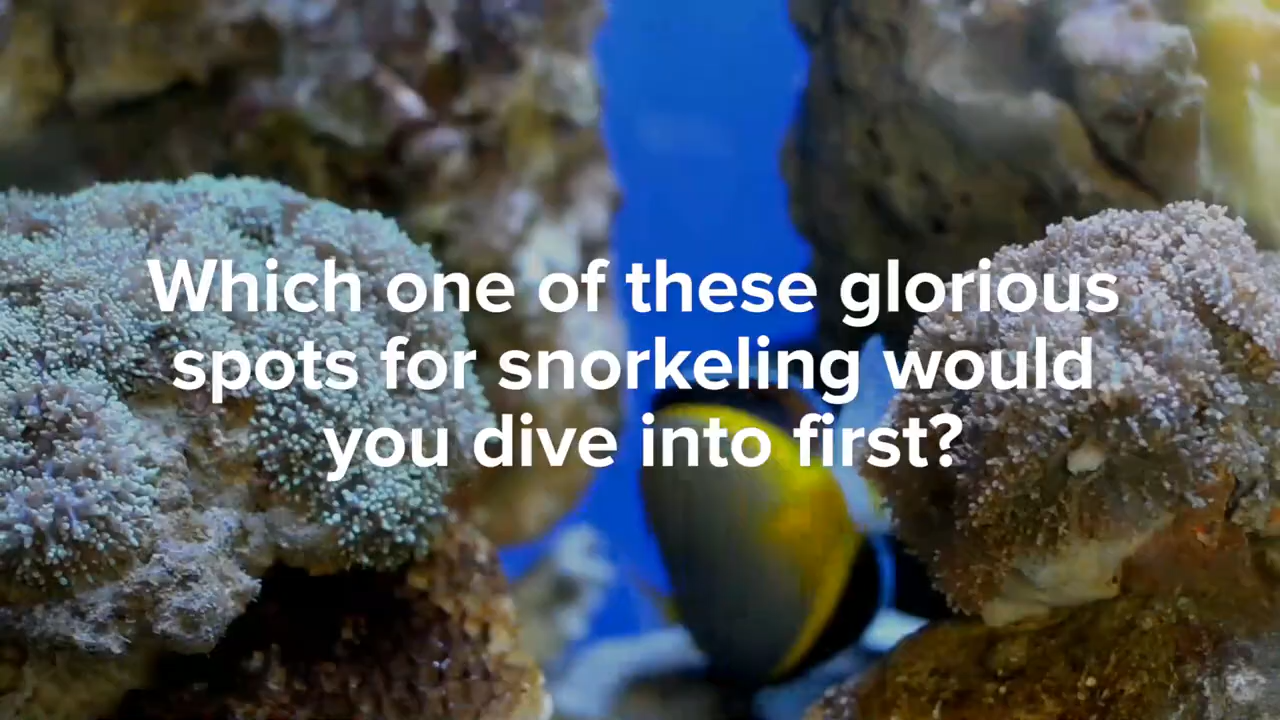 Which one of these glorious
spots for snorkeling would
you dive into first?